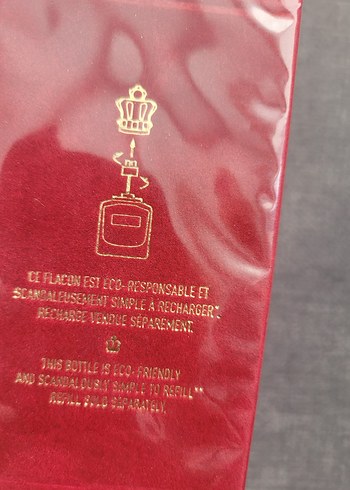 "CE FLACON EST ÉCO-RESPONSABLE ET
SCANDALEUSEMENT SIMPLE À RECHARGER".
RECHARGE VENDUE SÉPARÉMENT.
THIS BOTTLE IS ECO-FRIENDLY
AND SCANDALOUSLY SIMPLE TO REFILL**
REFILL SOLD SEPARATELY.